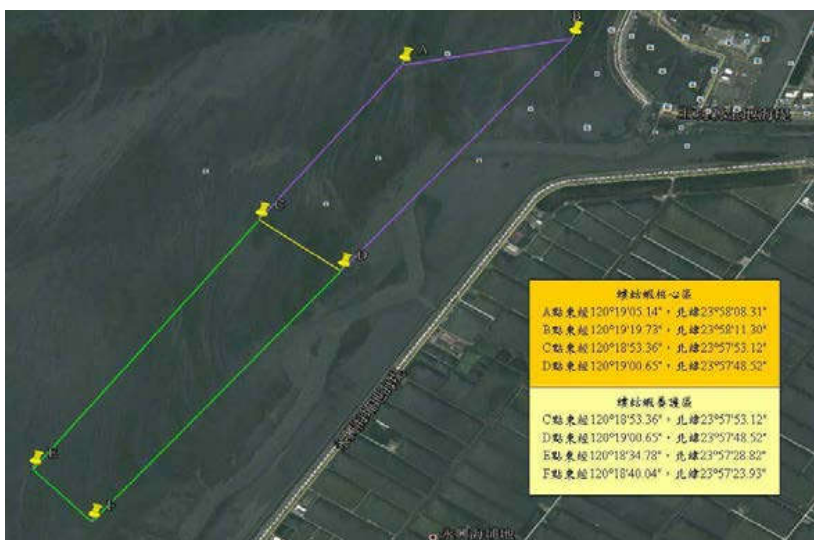 B
A
C
D
E
F
螻蛄蝦核心區
A點東經120°19'05.14"，北緯23°58'08.31"
B點東經120°19'19.73"，北緯23°58'11.30"
C點東經120°18'53.36"，北緯23°57'53.12"
D點東經120°19'00.65"，北緯23°57'48.52"
螻蛄蝦養護區
C點東經120°18'53.36"，北緯23°57'53.12"
D點東經120°19'00.65"，北緯23°57'48.52"
E點東經120°18'34.78"，北緯23°57'28.82"
F點東經120°18'40.04"，北緯23°57'23.93"
永興海埔地